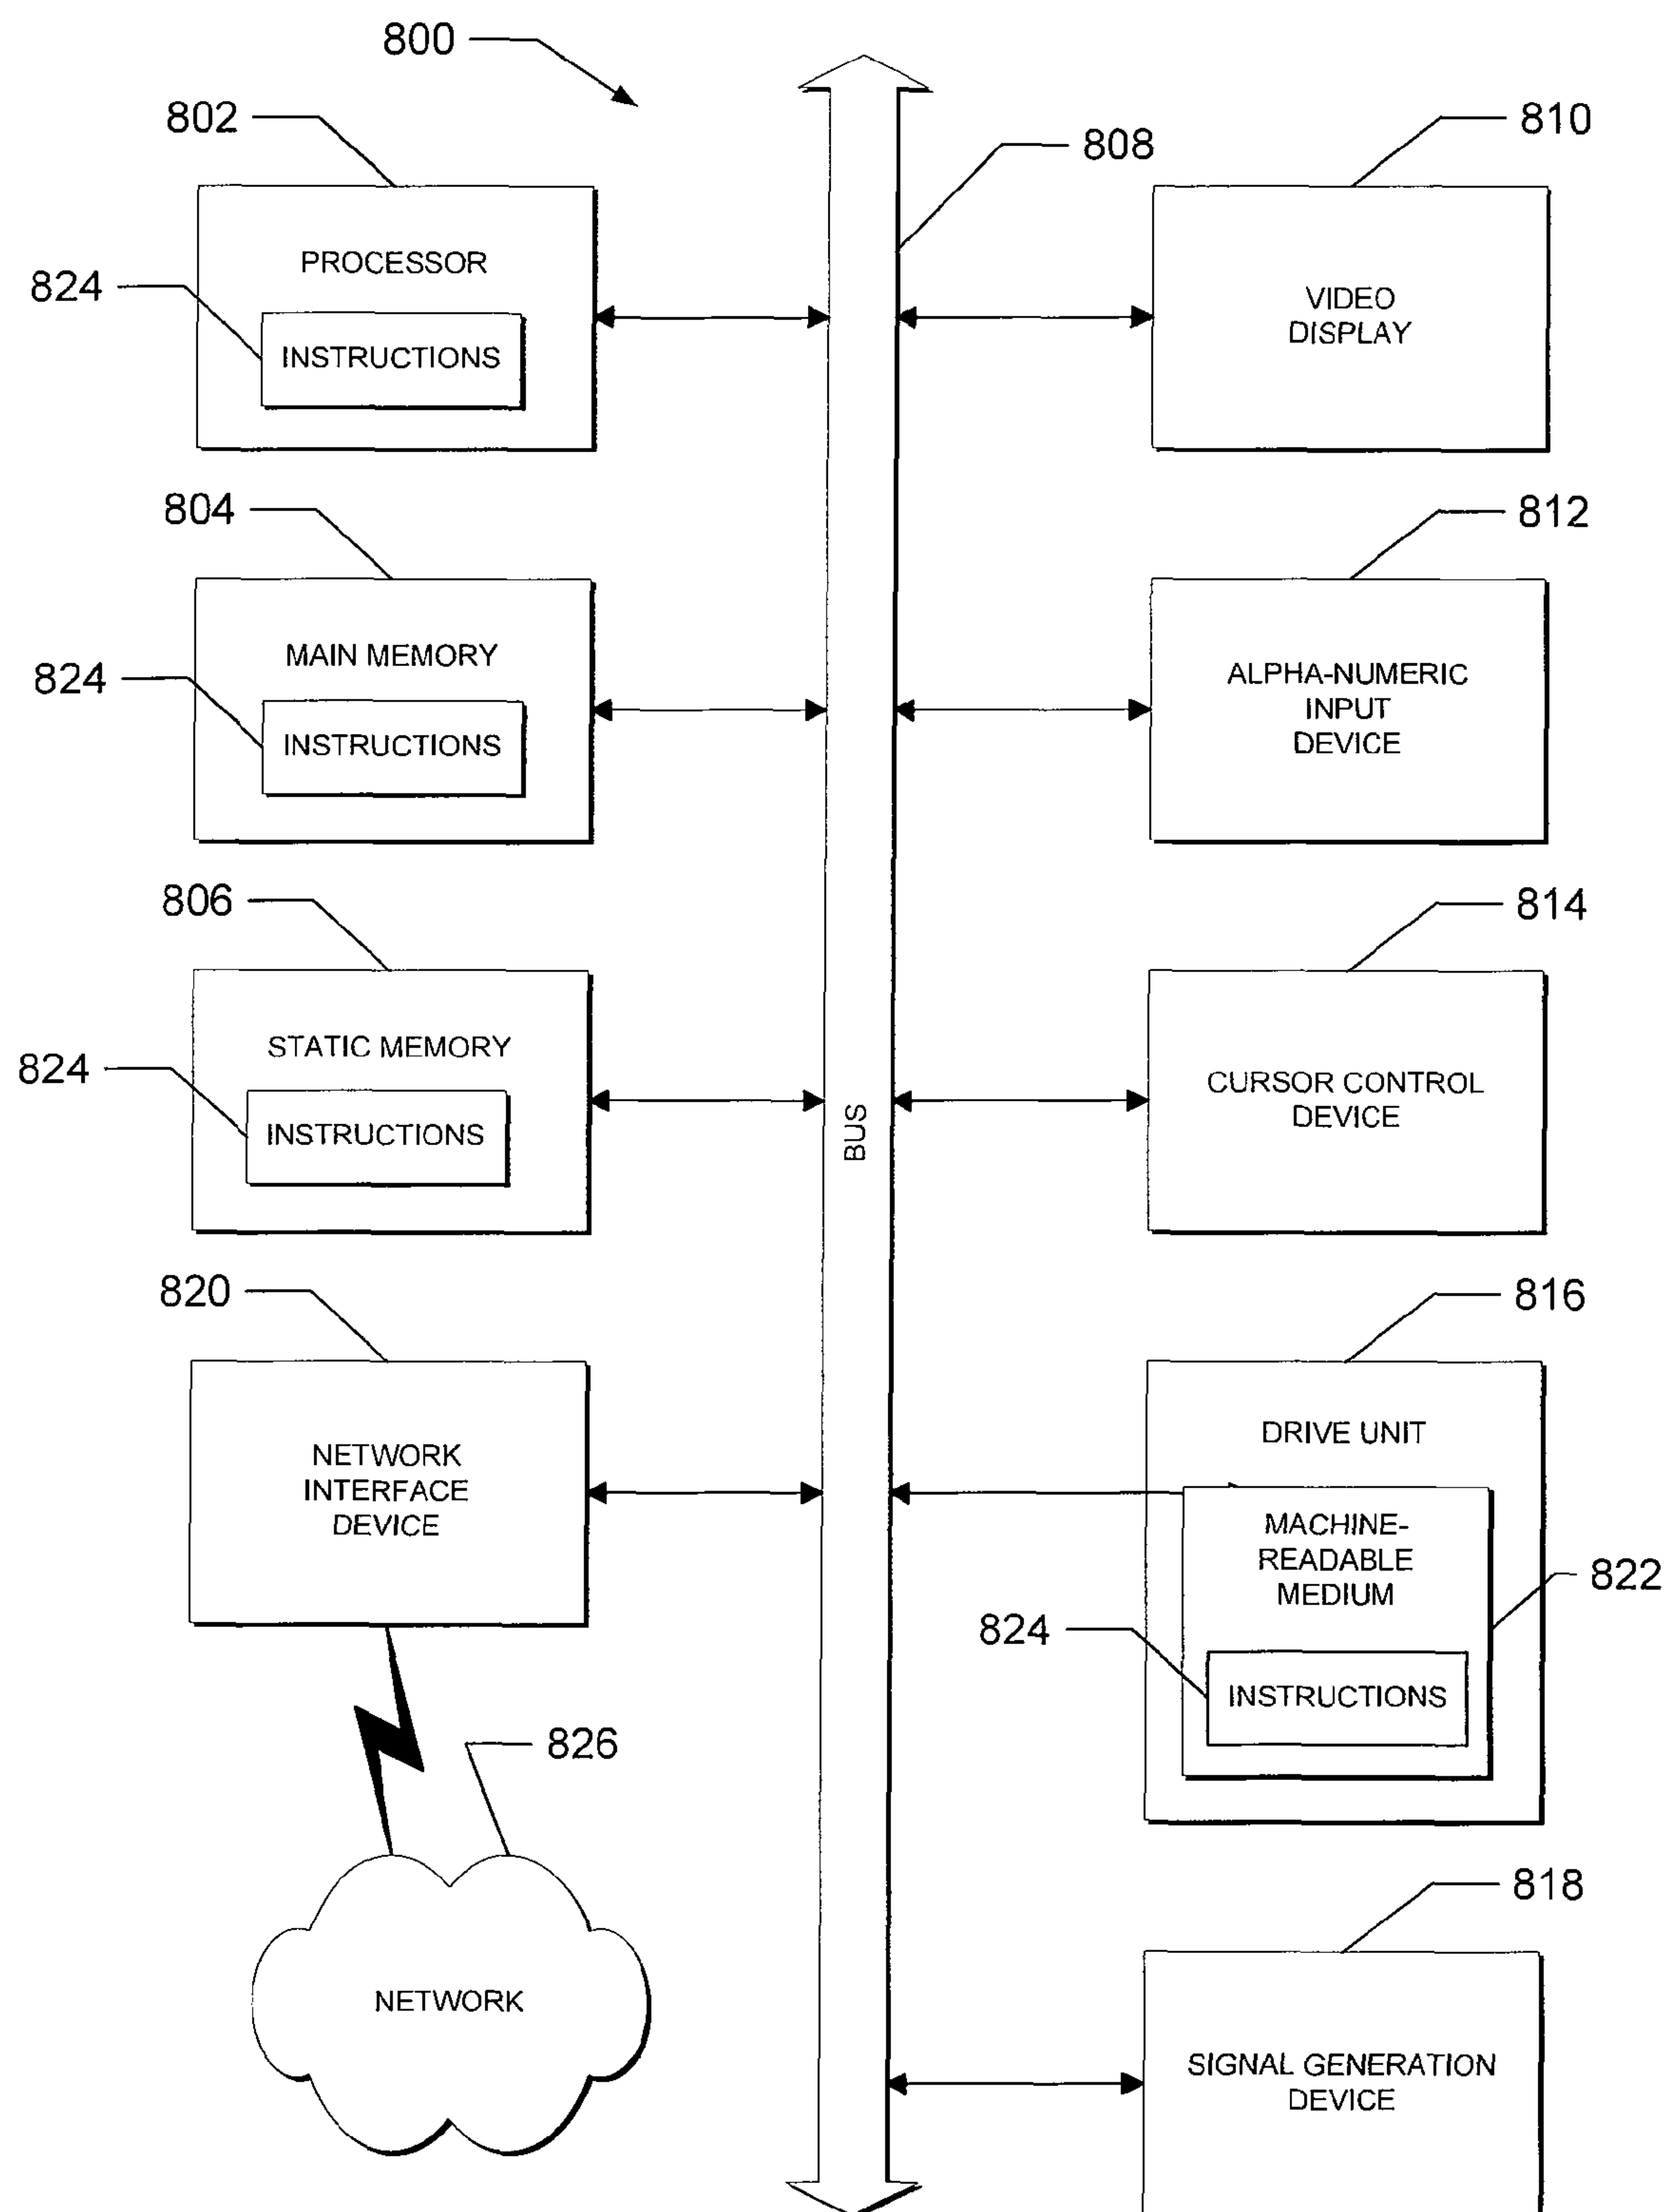 800
802
PROCESSOR
824
INSTRUCTIONS
804
MAIN MEMORY
824
INSTRUCTIONS
806
STATIC MEMORY
824
INSTRUCTIONS
820
NETWORK
INTERFACE
DEVICE
826
NETWORK
808
BUS
810
VIDEO
DISPLAY
812
ALPHA-NUMERIC
INPUT
DEVICE
814
CURSOR CONTROL
DEVICE
816
DRIVE UNIT
MACHINE-
READABLE
MEDIUM
822
824
INSTRUCTIONS
818
SIGNAL GENERATION
DEVICE